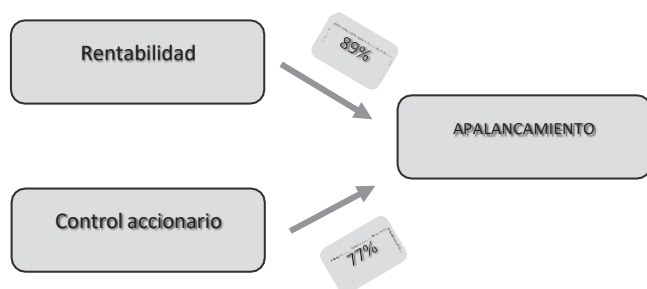 Rentabilidad
89%
APALANCAMIENTO
Control accionario
77%